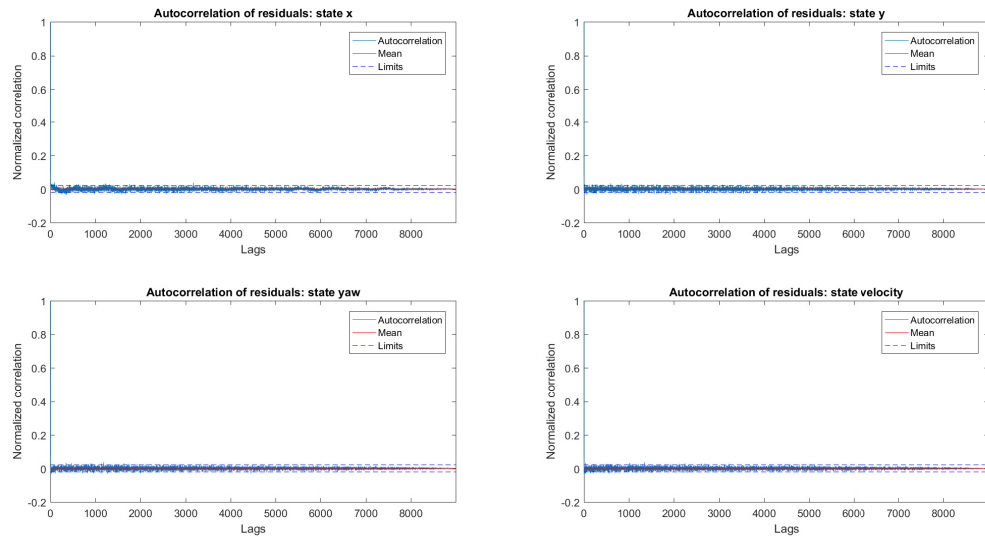 Autocorrelation of residuals: state x
Normalized correlation
1
0.8
0.6
0.4
0.2
0
-0.2
0 1000 2000 3000 4000 5000 6000 7000 8000
Lags
Autocorrelation
Mean
Limits
Autocorrelation of residuals: state y
Normalized correlation
1
0.8
0.6
0.4
0.2
0
-0.2
0 1000 2000 3000 4000 5000 6000 7000 8000
Lags
Autocorrelation
Mean
Limits
Autocorrelation of residuals: state yaw
Normalized correlation
1
0.8
0.6
0.4
0.2
0
-0.2
0 1000 2000 3000 4000 5000 6000 7000 8000
Lags
Autocorrelation
Mean
Limits
Autocorrelation of residuals: state velocity
Normalized correlation
1
0.8
0.6
0.4
0.2
0
-0.2
0 1000 2000 3000 4000 5000 6000 7000 8000
Lags
Autocorrelation
Mean
Limits